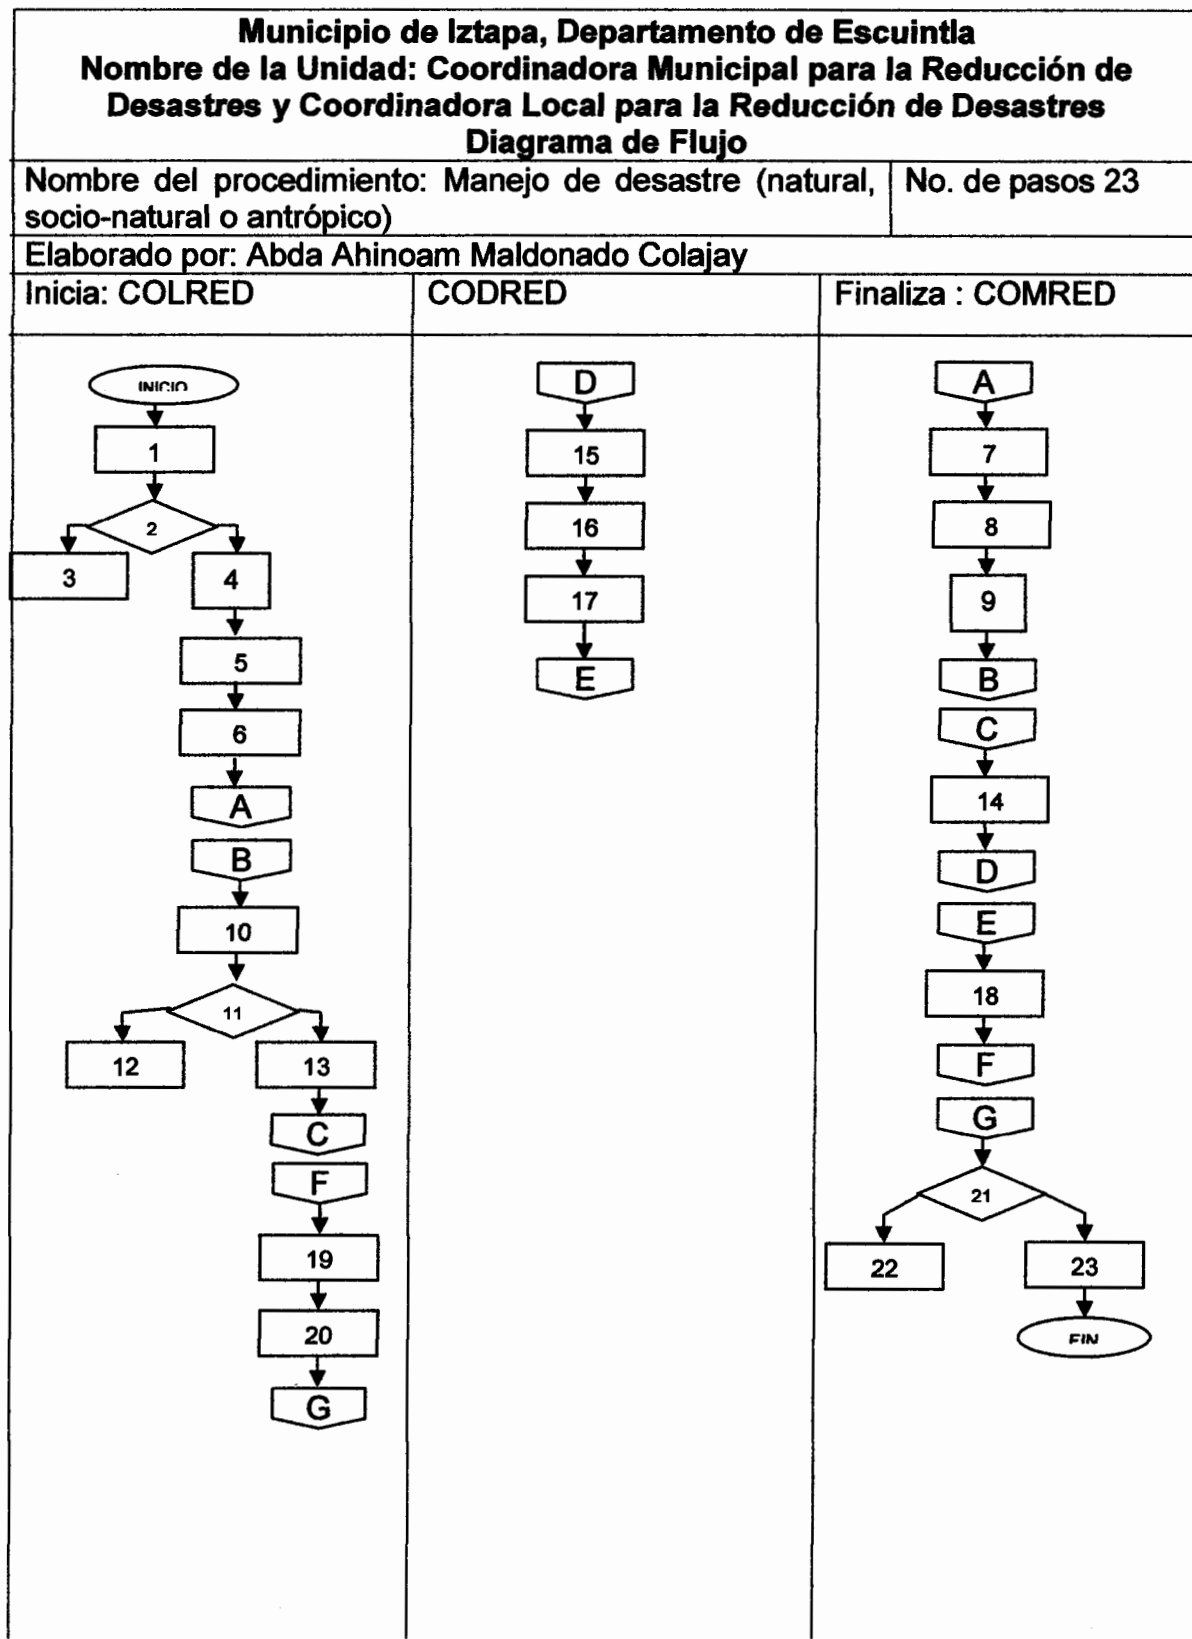 Municipio de Iztapa, Departamento de Escuintla
Nombre de la Unidad: Coordinadora Municipal para la Reducción de
Desastres y Coordinadora Local para la Reducción de Desastres
Diagrama de Flujo
Nombre del procedimiento: Manejo de desastre (natural,
socio-natural o antrópico)
No. de pasos 23
Elaborado por: Abda Ahinoam Maldonado Colajay
Inicia: COLRED
CODRED
Finaliza : COMRED
INICIO
1
2
3
4
5
6
A
B
10
11
12
13
C
F
19
20
G
D
15
16
17
E
A
7
8
9
B
C
14
D
E
18
F
G
21
22
23
FIN